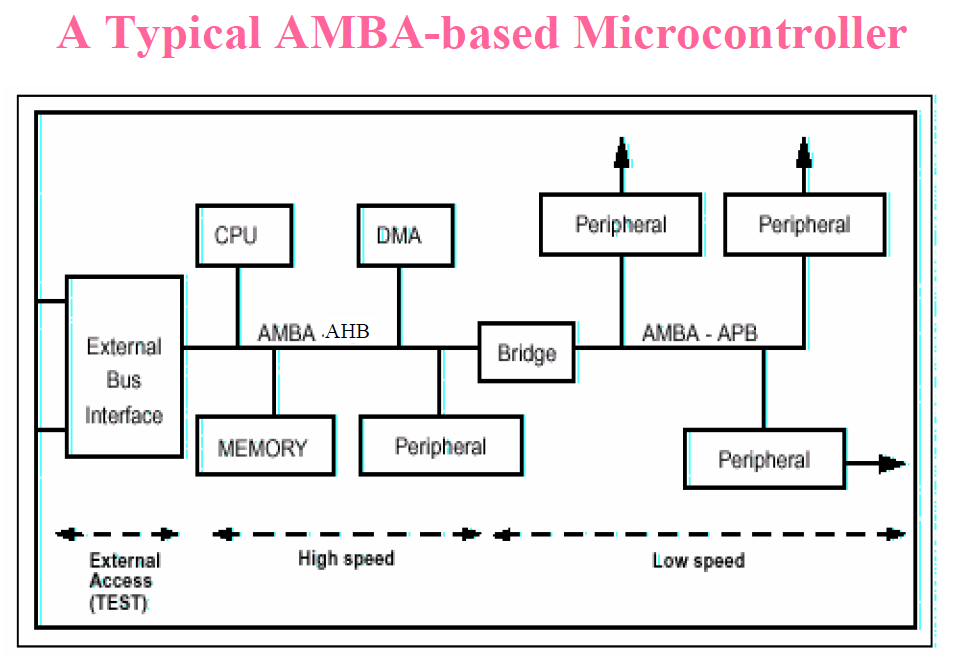 A Typical AMBA-based Microcontroller
Peripheral
Peripheral
CPU
DMA
External
Bus
Interface
AMBA .AHB
Bridge
AMBA - APB
MEMORY
Peripheral
Peripheral
External
Access
(TEST)
High speed
Low speed